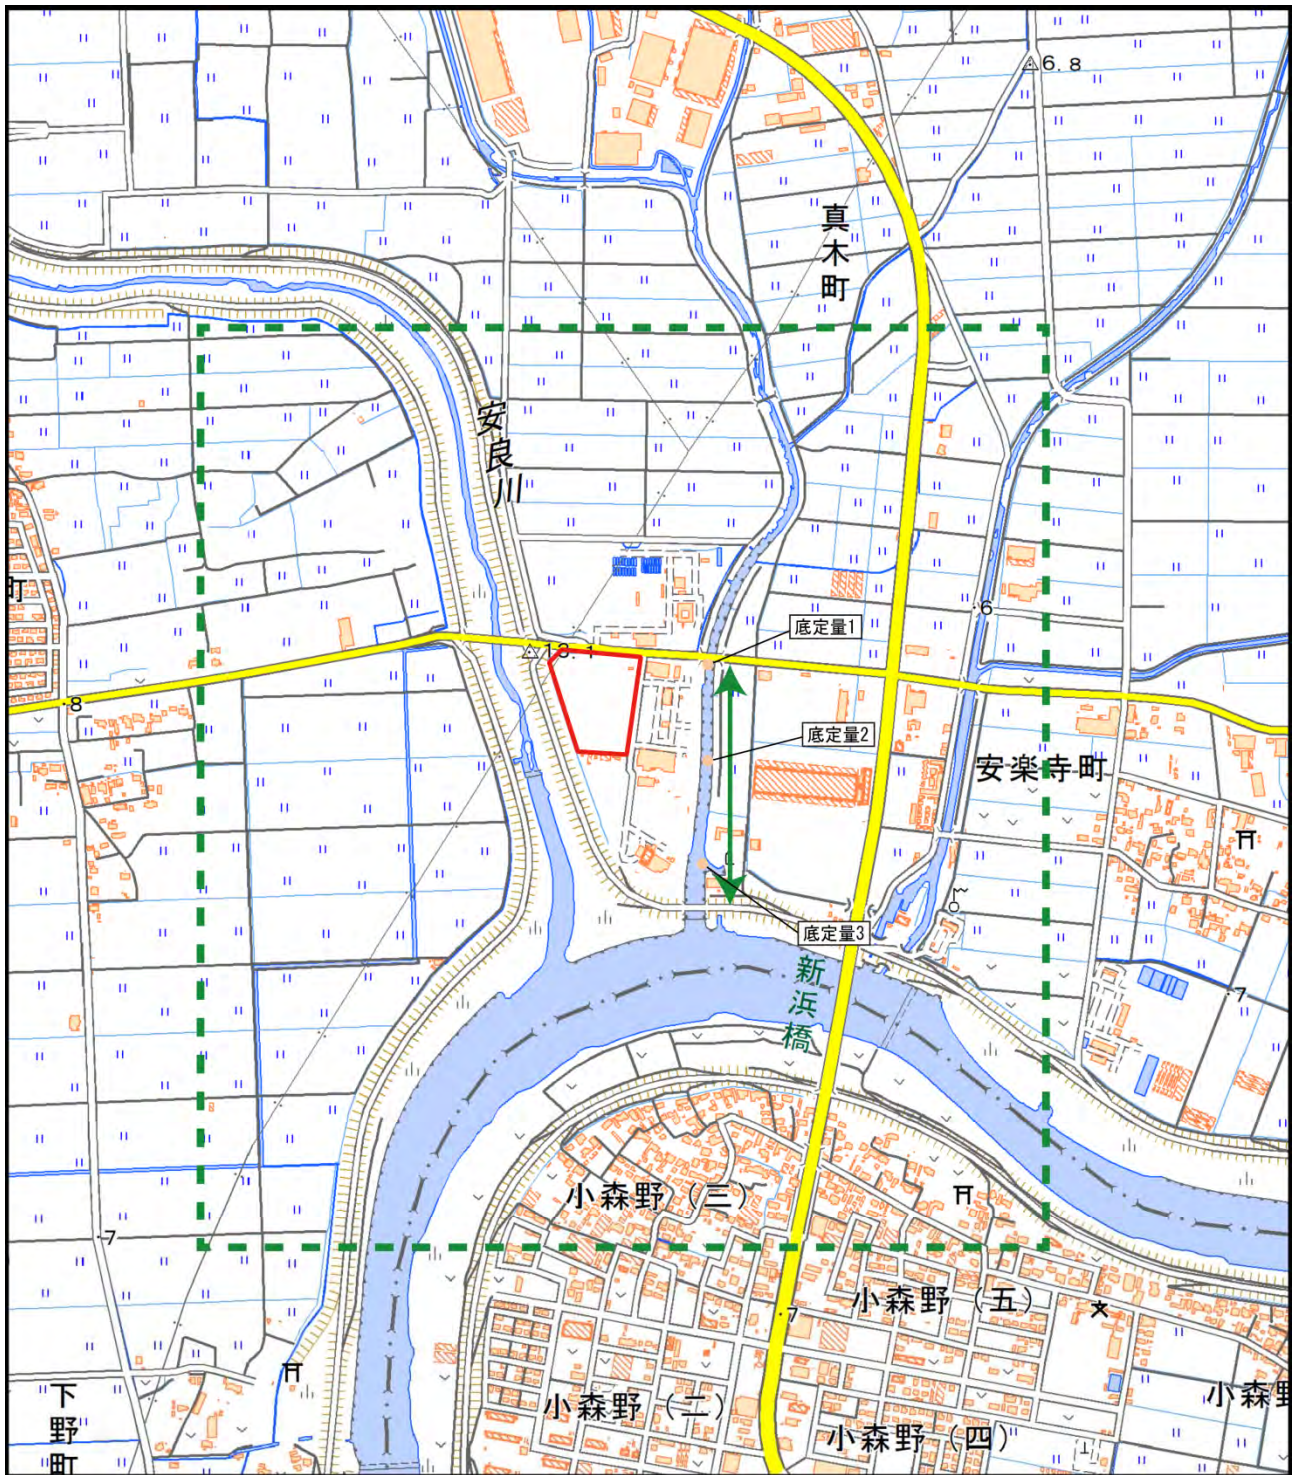 6.8
真木町
安良川
町
6
底定量1
13.1
8
底定量2
安楽寺町
底定量3
新浜橋
7
小森野(三)
7
小森野(五)
7
下野町
小森野(二)
小森野(四)
小森野